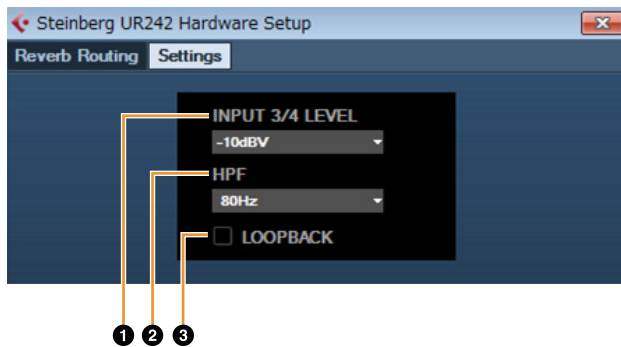 Steinberg UR242 Hardware Setup
Reverb Routing Settings
INPUT 3/4 LEVEL
-10dBV
HPF
80Hz
LOOPBACK
1 2 3